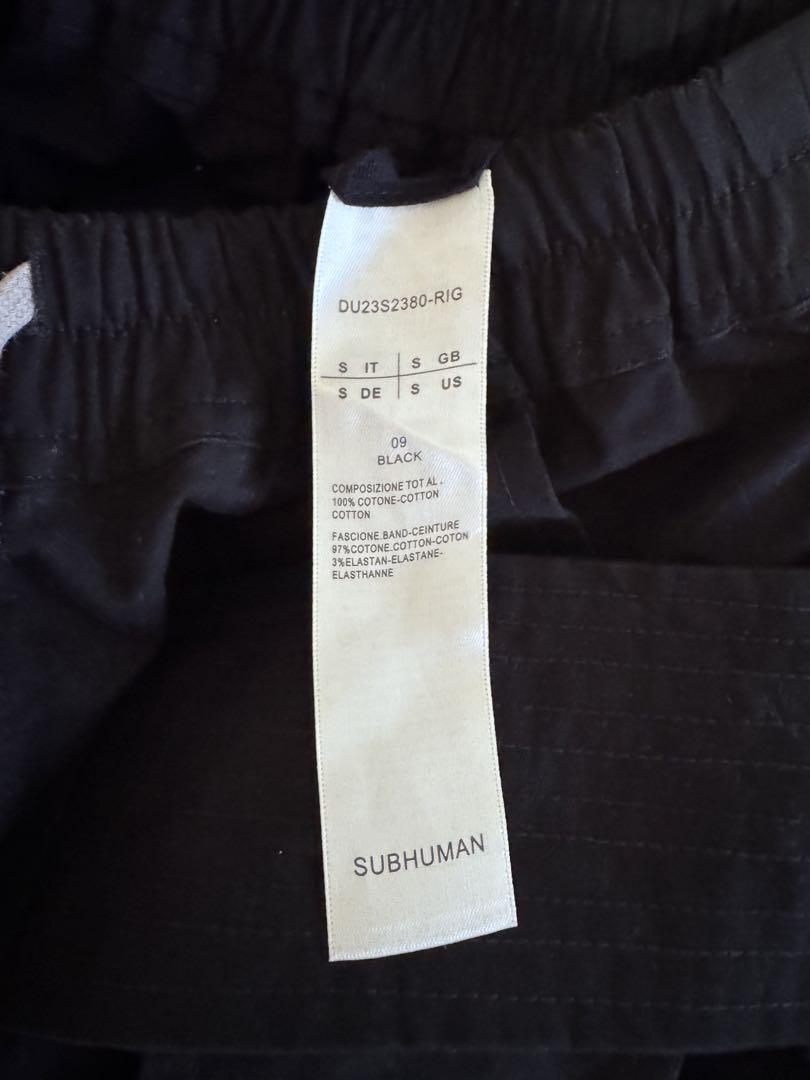 DU23S2380-RIG
S IT | S GB
S DE | S US
09
BLACK
COMPOSIZIONE TOT AL.
100% COTONE-COTTON
COTTON
FASCIONE.BAND-CEINTURE
97%COTONE.COTTON-COTON
3%ELASTAN-ELASTANE-
ELASTHANNE
SUBHUMAN